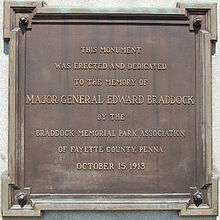 THIS MONUMENT
WAS ERECTED AND DEDICATED
TO THE MEMORY OF
MAJOR GENERAL EDWARD BRADDOCK
BY THE
BRADDOCK MEMORIAL PARK ASSOCIATION
OF FAYETTE COUNTY, PENNA
OCTOBER 15, 1913